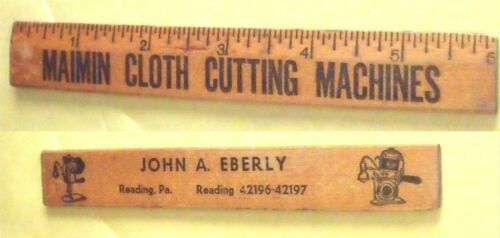 1 2 3 4 5 6
MAIMIN CLOTH CUTTING MACHINES
JOHN A. EBERLY
Reading, Pa. Reading 42196-42197